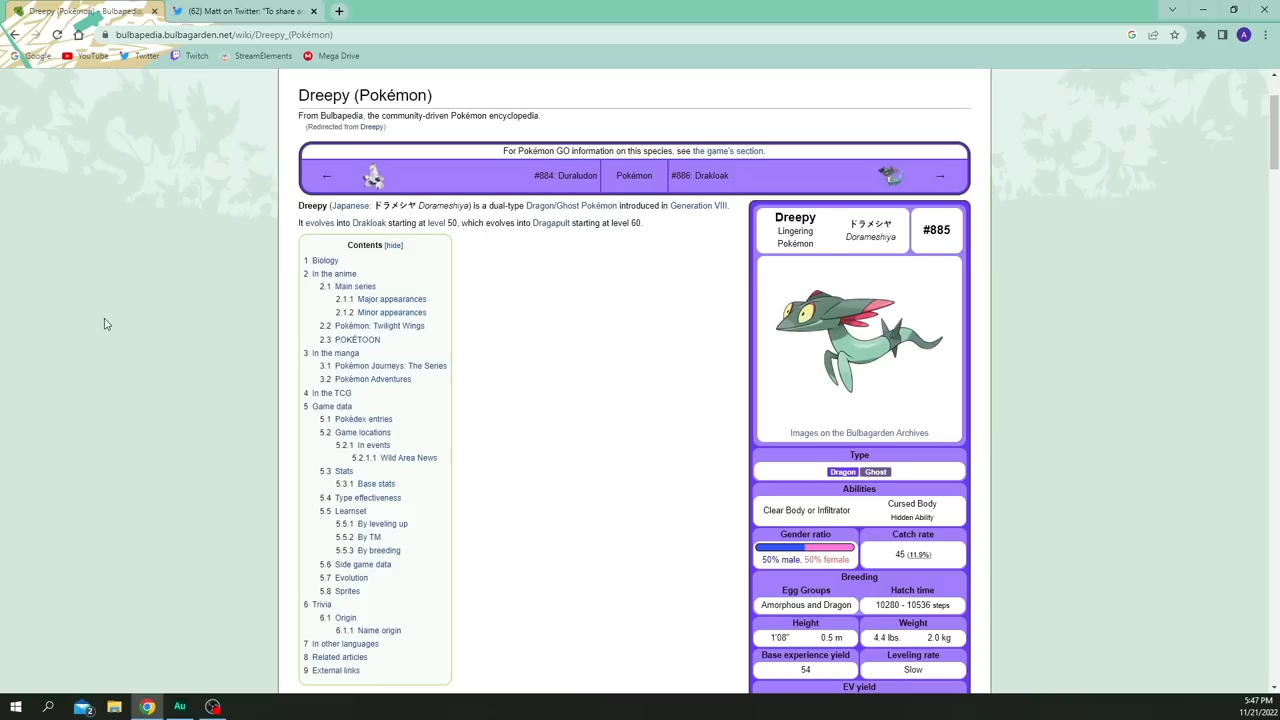 Dreepy (Pokémon) - Bulbapedia
(62) Matt on Twitter: "To share an
bulbapedia.bulbagarden.net/wiki/Dreepy_(Pokémon)
A
Google YouTube Twitter Twitch StreamElements Mega Drive
Dreepy (Pokémon)
From Bulbapedia, the community-driven Pokémon encyclopedia.
(Redirected from Dreepy)
For Pokémon GO information on this species, see the game's section.
← #884: Duraludon Pokémon #886: Drakloak →
Dreepy (Japanese: ドラメシヤ Dorameshiya) is a dual-type Dragon/Ghost Pokémon introduced in Generation VIII.
It evolves into Drakloak starting at level 50, which evolves into Dragapult starting at level 60.
Contents [hide]
1 Biology
2 In the anime
2.1 Main series
2.1.1 Major appearances
2.1.2 Minor appearances
2.2 Pokémon: Twilight Wings
2.3 POKÉTOON
3 In the manga
3.1 Pokémon Journeys: The Series
3.2 Pokémon Adventures
4 In the TCG
5 Game data
5.1 Pokédex entries
5.2 Game locations
5.2.1 In events
5.2.1.1 Wild Area News
5.3 Stats
5.3.1 Base stats
5.4 Type effectiveness
5.5 Learnset
5.5.1 By leveling up
5.5.2 By TM
5.5.3 By breeding
5.6 Side game data
5.7 Evolution
5.8 Sprites
6 Trivia
6.1 Origin
6.1.1 Name origin
7 In other languages
8 Related articles
9 External links
Dreepy
Lingering
Pokémon
ドラメシヤ
Dorameshiya
#885
Images on the Bulbagarden Archives
Type
Dragon Ghost
Abilities
Clear Body or Infiltrator
Cursed Body
Hidden Ability
Gender ratio
50% male, 50% female
Catch rate
45 (11.9%)
Breeding
Egg Groups
Amorphous and Dragon
Hatch time
10280 - 10536 steps
Height
1'08" 0.5 m
Weight
4.4 lbs. 2.0 kg
Base experience yield
54
Leveling rate
Slow
EV yield
2
Au
5:47 PM
11/21/2022